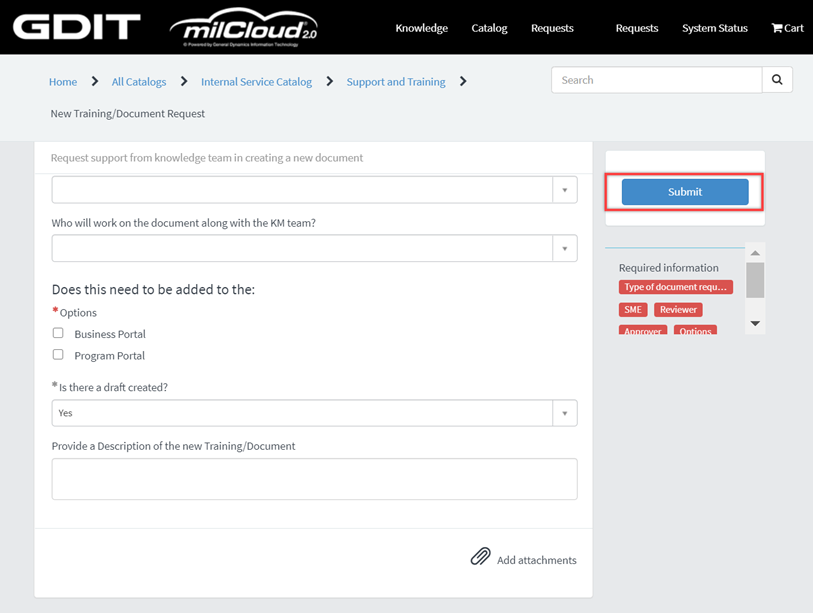 GDIT milCloud 2.0
® Powered by General Dynamics Information Technology
Knowledge Catalog Requests Requests System Status Cart
Home All Catalogs Internal Service Catalog Support and Training
New Training/Document Request
Search
Request support from knowledge team in creating a new document
Who will work on the document along with the KM team?
Does this need to be added to the:
*Options
Business Portal
Program Portal
*Is there a draft created?
Yes
Provide a Description of the new Training/Document
Add attachments
Submit
Required information
Type of document requ...
SME Reviewer
Approver Options